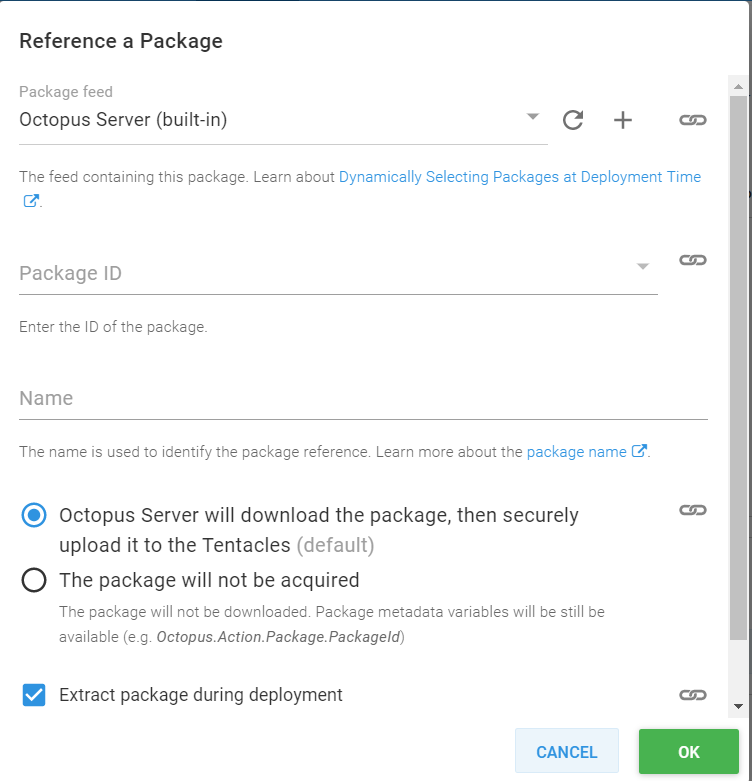 Reference a Package
Package feed
Octopus Server (built-in)
The feed containing this package. Learn about Dynamically Selecting Packages at Deployment Time
.
Package ID
Enter the ID of the package.
Name
The name is used to identify the package reference. Learn more about the package name .
Octopus Server will download the package, then securely
upload it to the Tentacles (default)
The package will not be acquired
The package will not be downloaded. Package metadata variables will be still be
available (e.g. Octopus.Action.Package.PackageId)
Extract package during deployment
CANCEL
OK